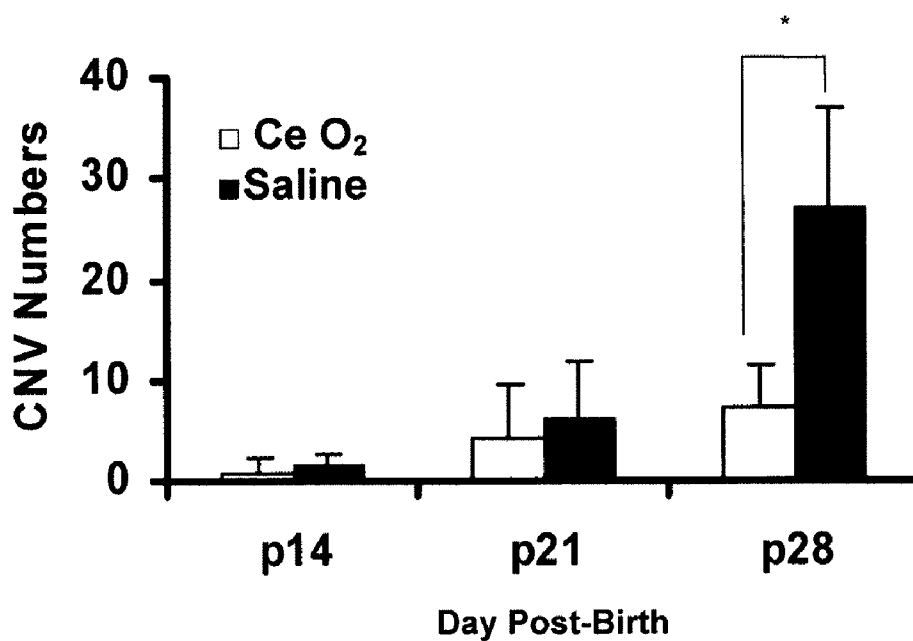 *
40
30
20
10
0
CNV Numbers
Ce O₂
Saline
p14 p21 p28
Day Post-Birth